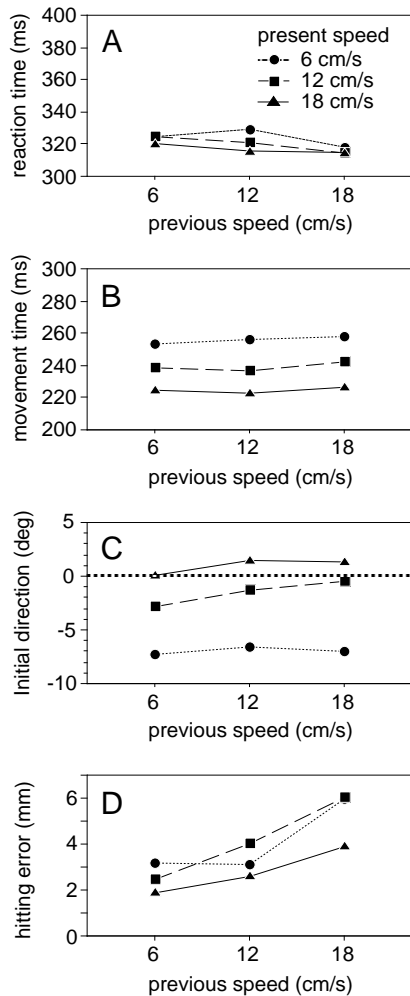 A
present speed
6 cm/s
12 cm/s
18 cm/s
reaction time (ms)
400
380
360
340
320
300
6 12 18
previous speed (cm/s)
B
movement time (ms)
300
280
260
240
220
200
6 12 18
previous speed (cm/s)
C
Initial direction (deg)
5
0
-5
-10
6 12 18
previous speed (cm/s)
D
hitting error (mm)
6
4
2
0
6 12 18
previous speed (cm/s)